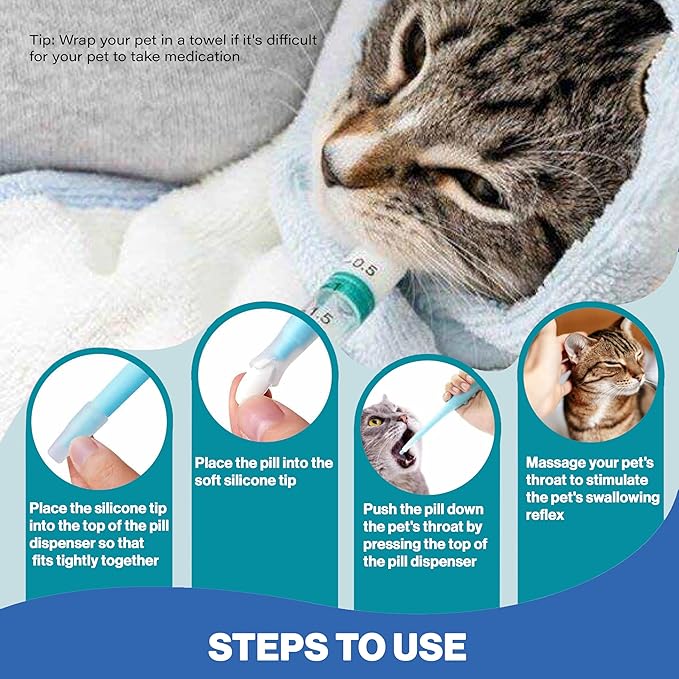 Tip: Wrap your pet in a towel if it's difficult
for your pet to take medication
0.5
1.5
Place the silicone tip
into the top of the pill
dispenser so that
fits tightly together
Place the pill into the
soft silicone tip
Push the pill down
the pet's throat by
pressing the top of
the pill dispenser
Massage your pet's
throat to stimulate
the pet's swallowing
reflex
STEPS TO USE